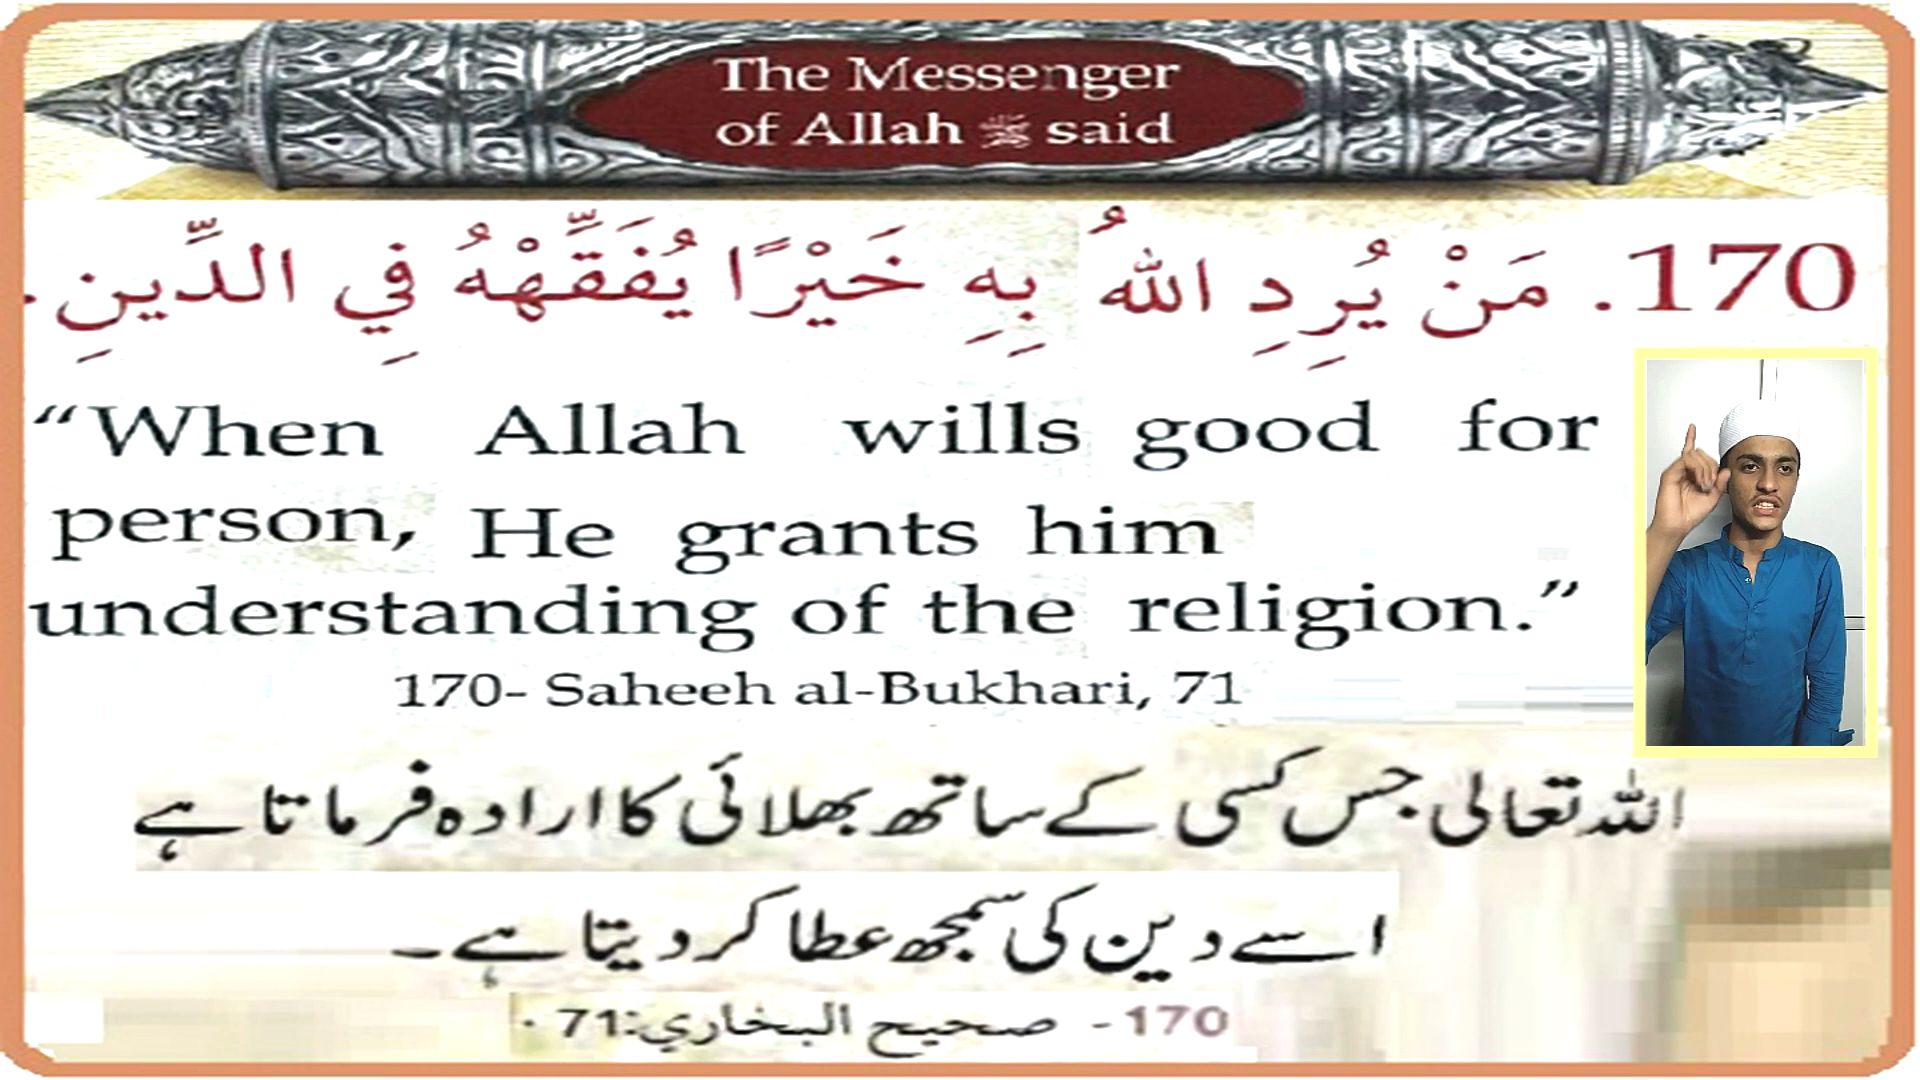 The Messenger
of Allah ﷺ said
170. مَنْ يُرِدِ اللهُ بِهِ خَيْرًا يُفَقِّهْهُ فِي الدِّينِ.
“When Allah wills good for
person, He grants him
understanding of the religion.”
170- Saheeh al-Bukhari, 71
اللہ تعالی جس کسی کے ساتھ بھلائی کا ارادہ فرماتا ہے
اسے دین کی سمجھ عطا کر دیتا ہے۔
170 - صحيح البخاري:71 ·